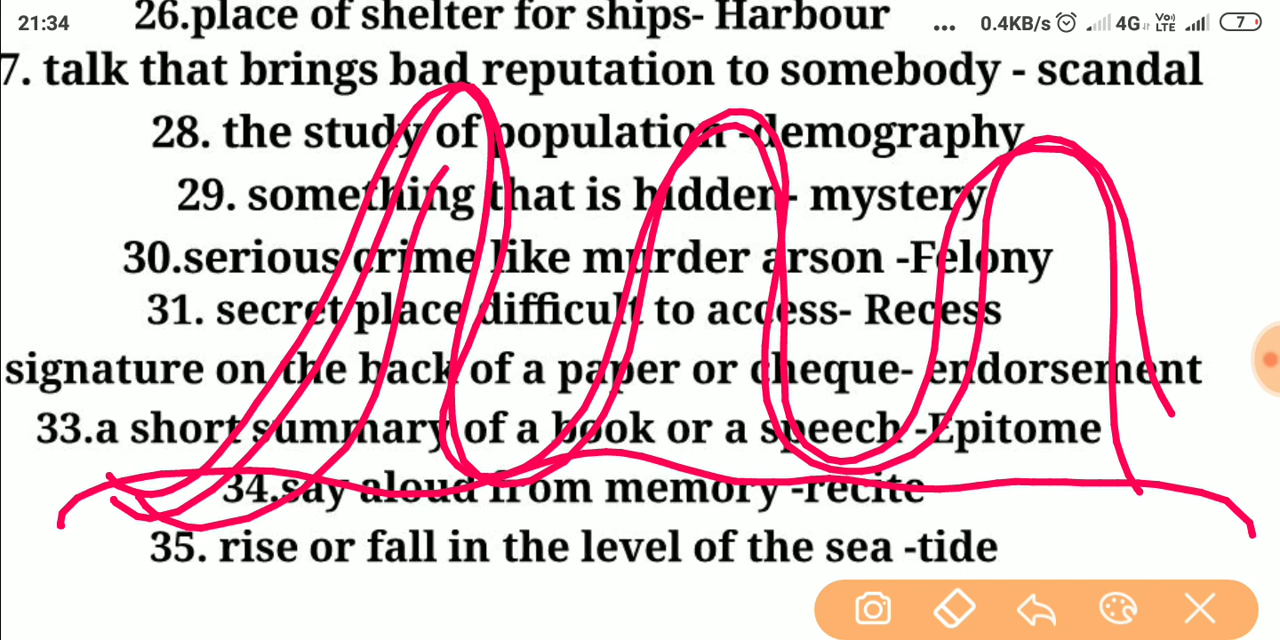 21:34
0.4KB/s 4G Vo) LTE 7
26.place of shelter for ships- Harbour
7. talk that brings bad reputation to somebody - scandal
28. the study of population -demography
29. something that is hidden- mystery
30.serious crime like murder arson -Felony
31. secret place difficult to access- Recess
signature on the back of a paper or cheque- endorsement
33.a short summary of a book or a speech -Epitome
34.say aloud from memory -recite
35. rise or fall in the level of the sea -tide